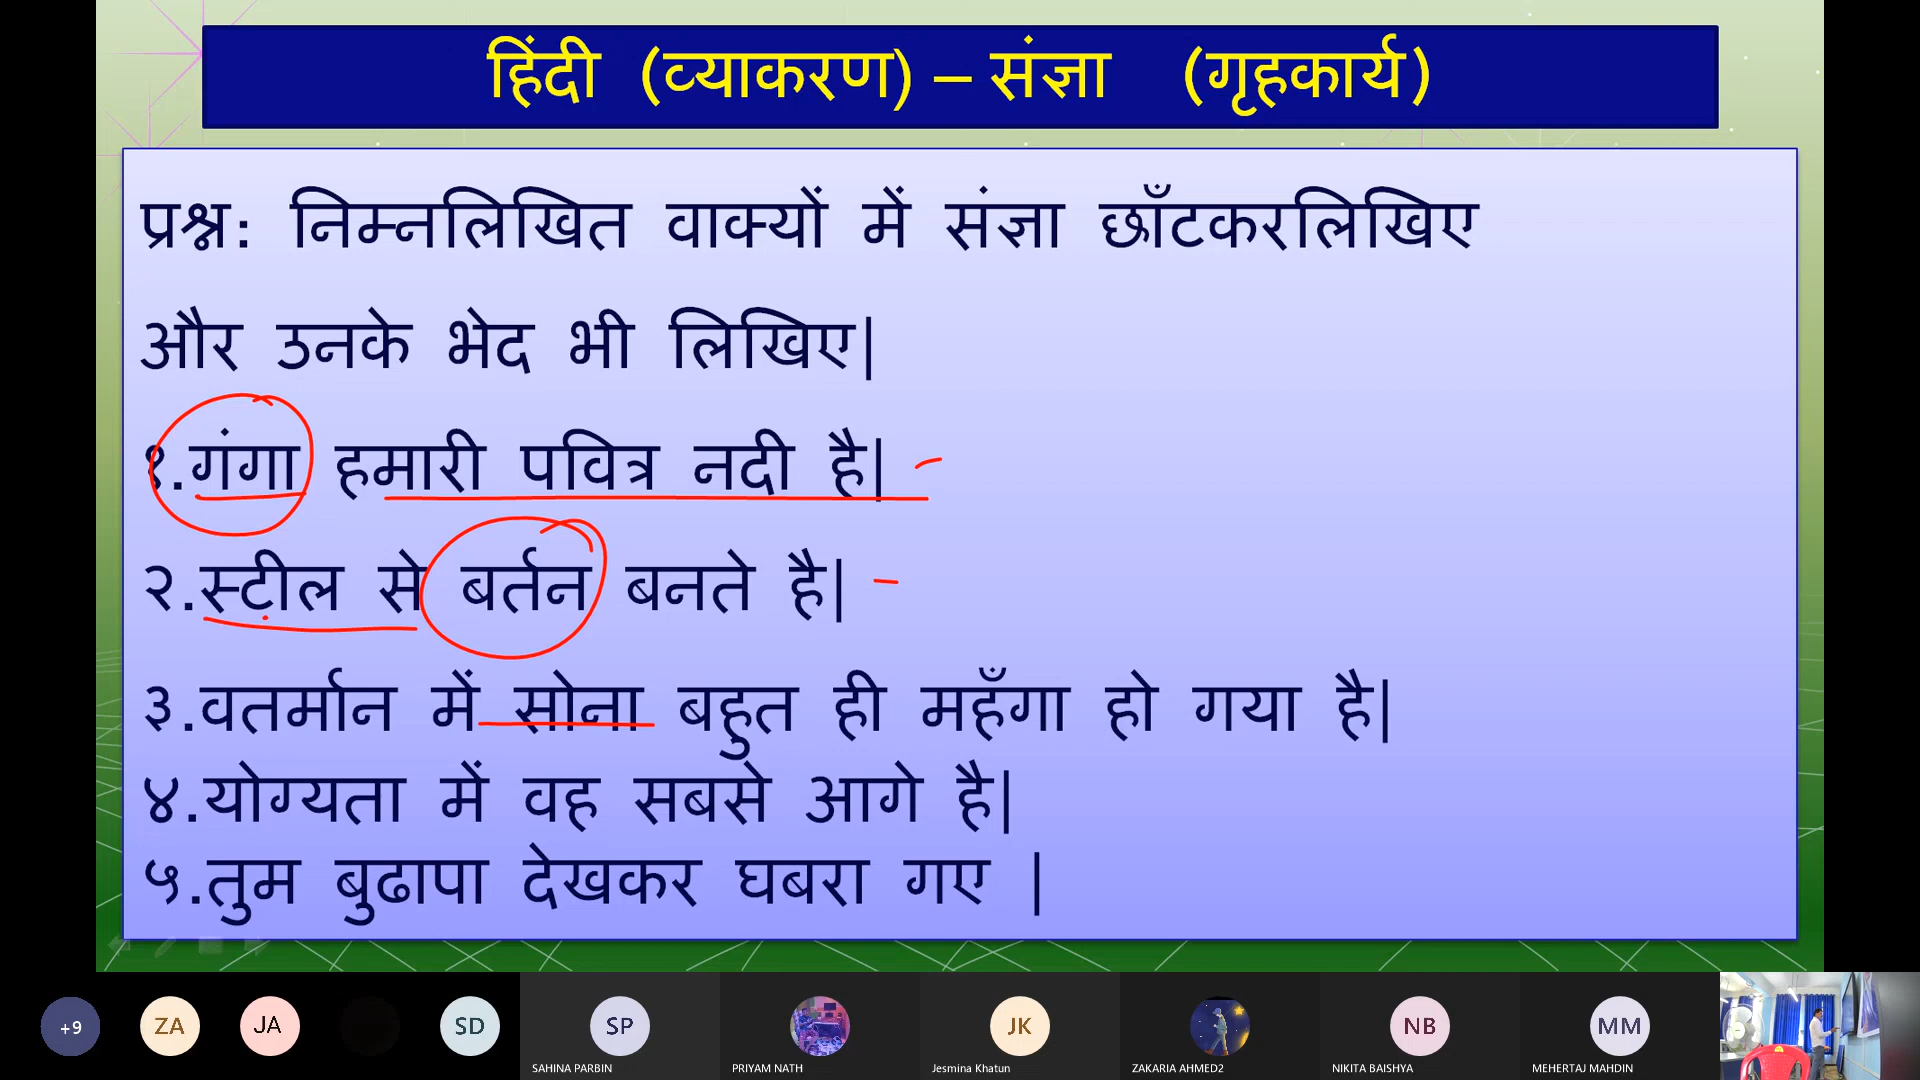 हिंदी (व्याकरण) – संज्ञा (गृहकार्य)
प्रश्न: निम्नलिखित वाक्यों में संज्ञा छाँटकरलिखिए
और उनके भेद भी लिखिए|
१.गंगा हमारी पवित्र नदी है|
२.स्टील से बर्तन बनते है|
३.वतर्मान में सोना बहुत ही महँगा हो गया है|
४.योग्यता में वह सबसे आगे है|
५.तुम बुढापा देखकर घबरा गए |
+9 ZA JA SD SP JK NB MM
SAHINA PARBIN PRIYAM NATH Jesmina Khatun ZAKARIA AHMED2 NIKITA BAISHYA MEHERTAJ MAHDIN